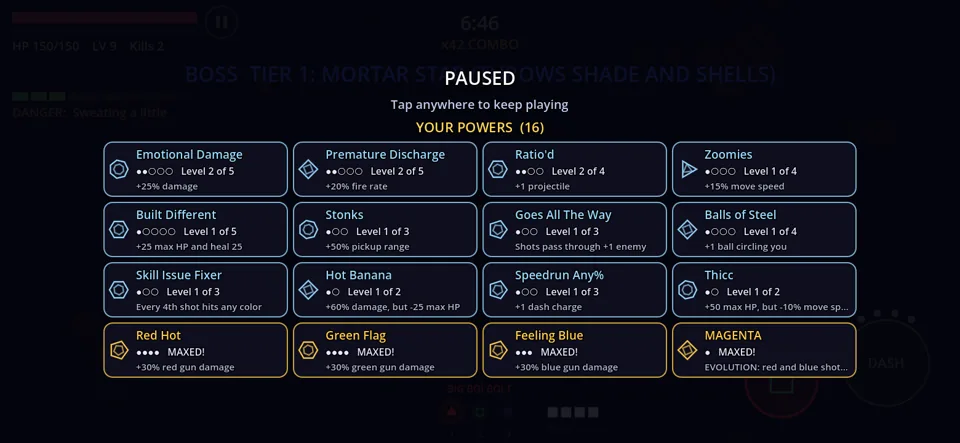 6:46
HP 150/150 LV 9 Kills 2
x42 COMBO
BOSS TIER 1: MORTAR
SHADE AND SHELLS)
PAUSED
DANGER: Sweating a little
Tap anywhere to keep playing
YOUR POWERS (16)
Emotional Damage
Level 2 of 5
+25% damage
Premature Discharge
Level 2 of 5
+20% fire rate
Ratio'd
Level 2 of 4
+1 projectile
Zoomies
Level 1 of 4
+15% move speed
Built Different
Level 1 of 5
+25 max HP and heal 25
Stonks
Level 1 of 3
+50% pickup range
Goes All The Way
Level 1 of 3
Shots pass through +1 enemy
Balls of Steel
Level 1 of 4
+1 ball circling you
Skill Issue Fixer
Level 1 of 3
Every 4th shot hits any color
Hot Banana
Level 1 of 2
+60% damage, but -25 max HP
Speedrun Any%
Level 1 of 3
+1 dash charge
Thicc
Level 1 of 2
+50 max HP, but -10% move sp...
Red Hot
MAXED!
+30% red gun damage
Green Flag
MAXED!
+30% green gun damage
Feeling Blue
MAXED!
+30% blue gun damage
MAGENTA
MAXED!
EVOLUTION: red and blue shot...
DASH